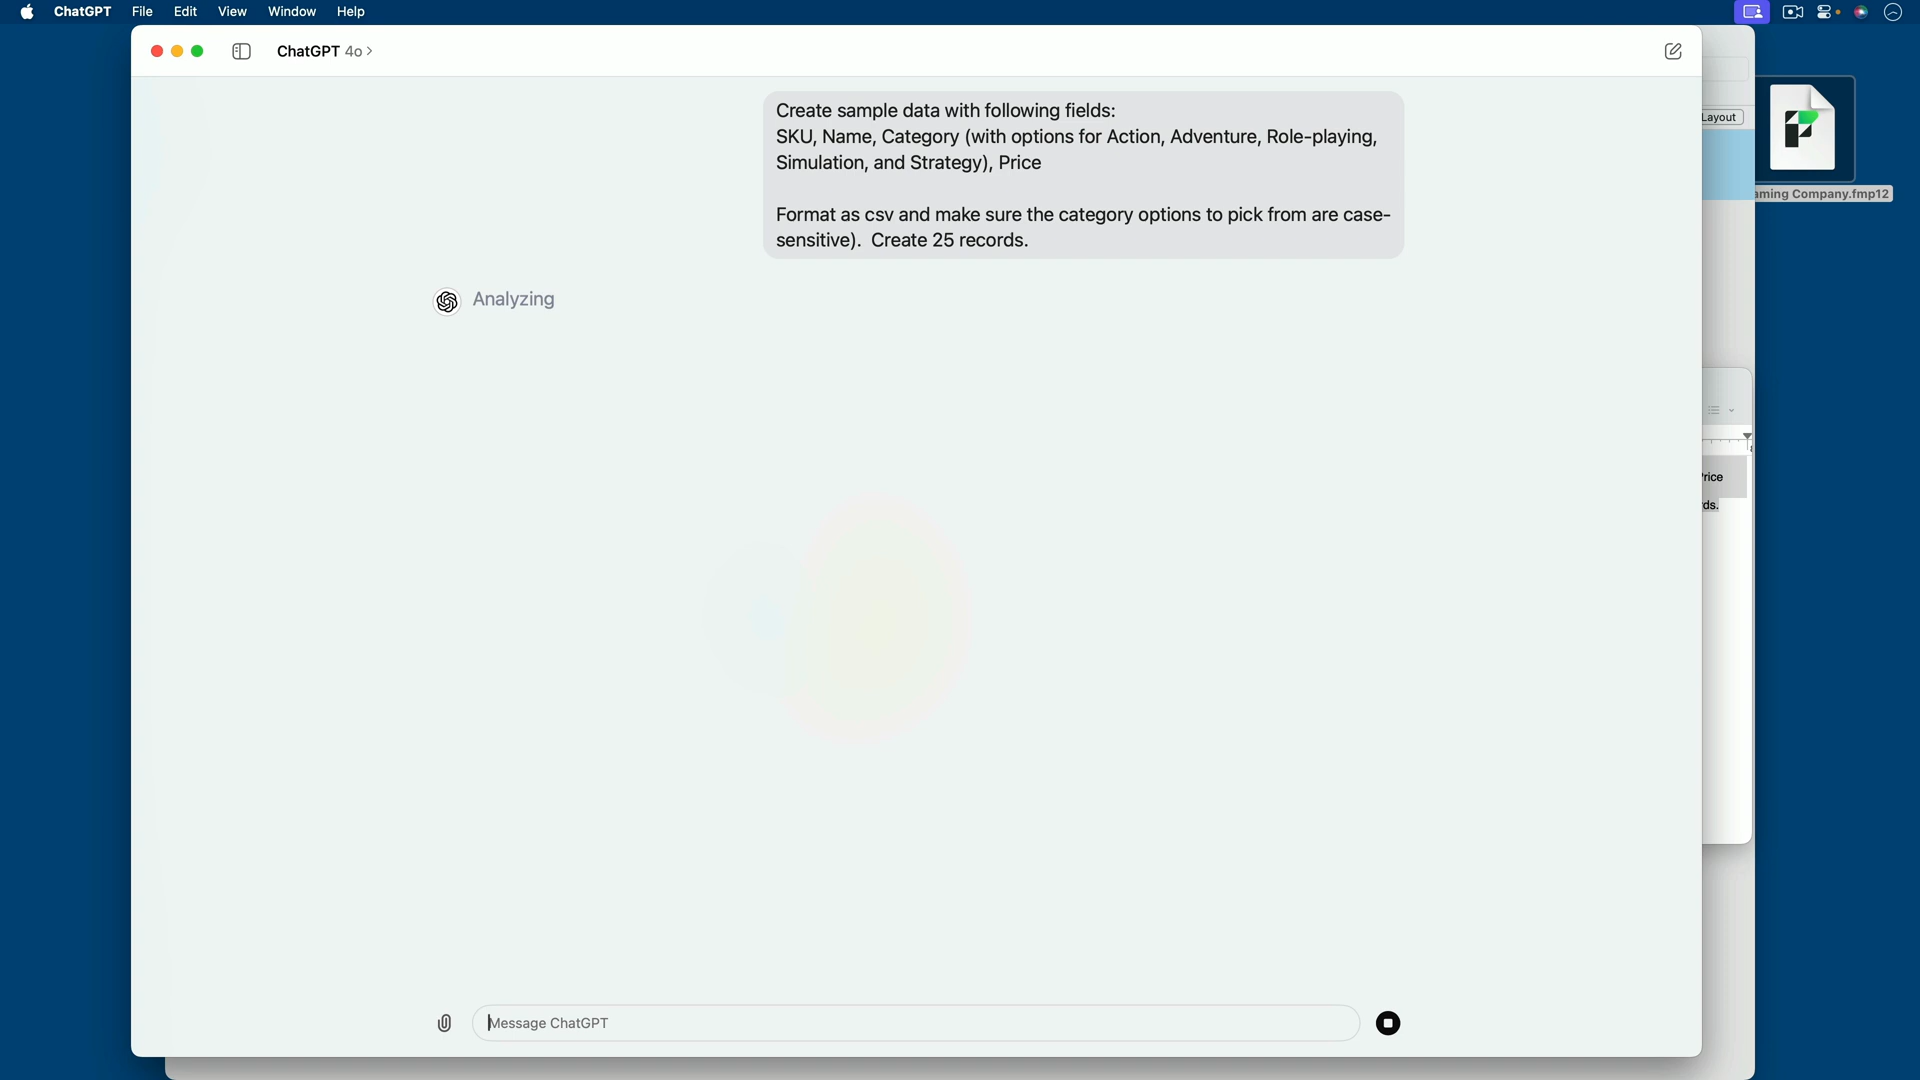 ChatGPT File Edit View Window Help
ChatGPT 4o >
Create sample data with following fields:
SKU, Name, Category (with options for Action, Adventure, Role-playing,
Simulation, and Strategy), Price
Format as csv and make sure the category options to pick from are case-
sensitive).  Create 25 records.
Analyzing
Message ChatGPT
Layout
aming Company.fmp12
rice
ds.